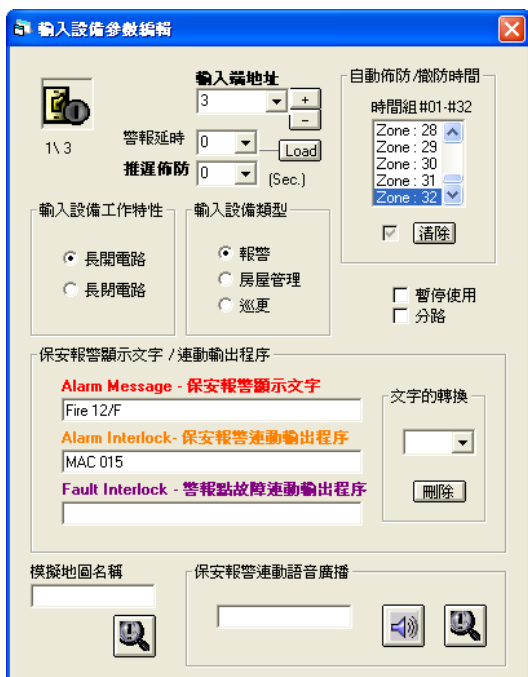 輸入設備參數編輯
輸入端地址
3
+
−
1\ 3
警報延時
0
Load
推遲佈防
0
(Sec.)
自動佈防/撤防時間
時間組#01-#32
Zone : 28
Zone : 29
Zone : 30
Zone : 31
Zone : 32
清除
輸入設備工作特性
長開電路
長閉電路
輸入設備類型
報警
房屋管理
巡更
暫停使用
分路
保安報警顯示文字 / 連動輸出程序
Alarm Message - 保安報警顯示文字
Fire 12/F
Alarm Interlock- 保安報警連動輸出程序
MAC 015
Fault Interlock - 警報點故障連動輸出程序
文字的轉換
刪除
模擬地圖名稱
保安報警連動語音廣播